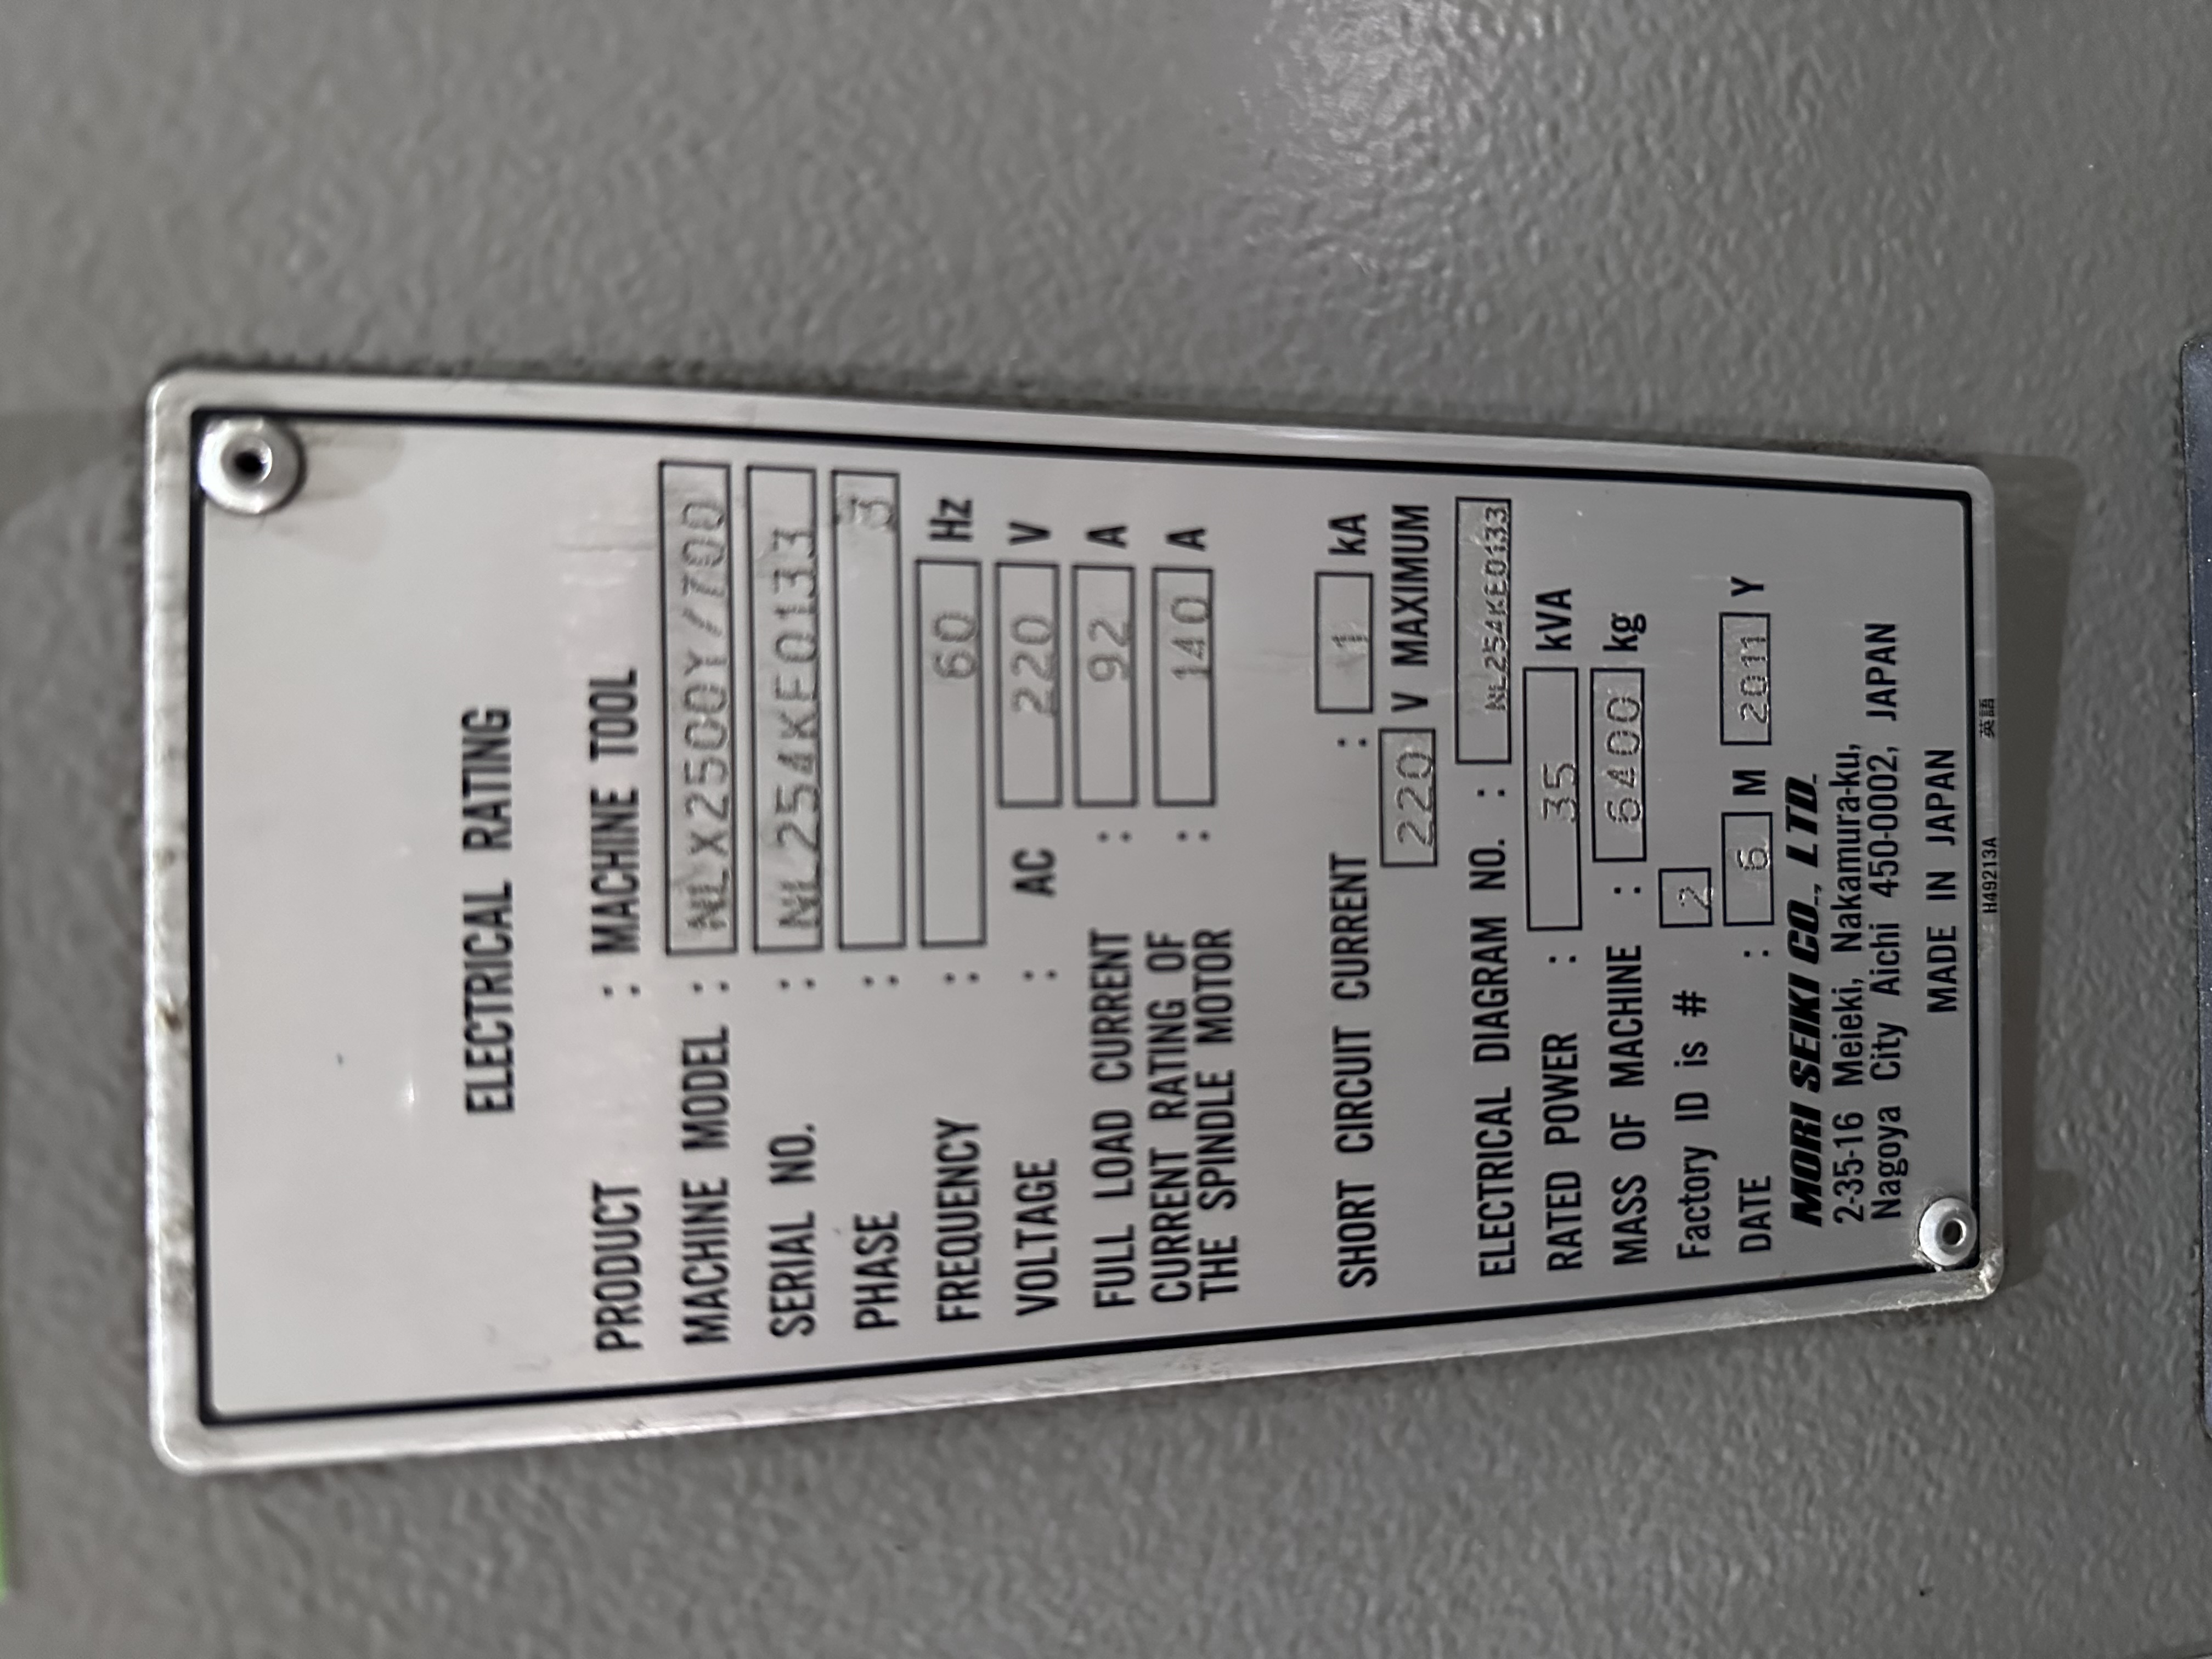 ELECTRICAL RATING
PRODUCT : MACHINE TOOL
MACHINE MODEL : NLX2500Y/700
SERIAL NO. : NL254KE0133
PHASE : 3
FREQUENCY : 60 Hz
VOLTAGE : AC 220 V
FULL LOAD CURRENT : 92 A
CURRENT RATING OF
THE SPINDLE MOTOR : 140 A
SHORT CIRCUIT CURRENT : 1 kA
220 V MAXIMUM
ELECTRICAL DIAGRAM NO. : NL254KE0133
RATED POWER : 35 kVA
MASS OF MACHINE : 6400 kg
Factory ID is # 2
DATE : 6 M 2011 Y
MORI SEIKI CO., LTD.
2-35-16 Meieki, Nakamura-ku,
Nagoya City Aichi 450-0002, JAPAN
MADE IN JAPAN
H49213A 英語